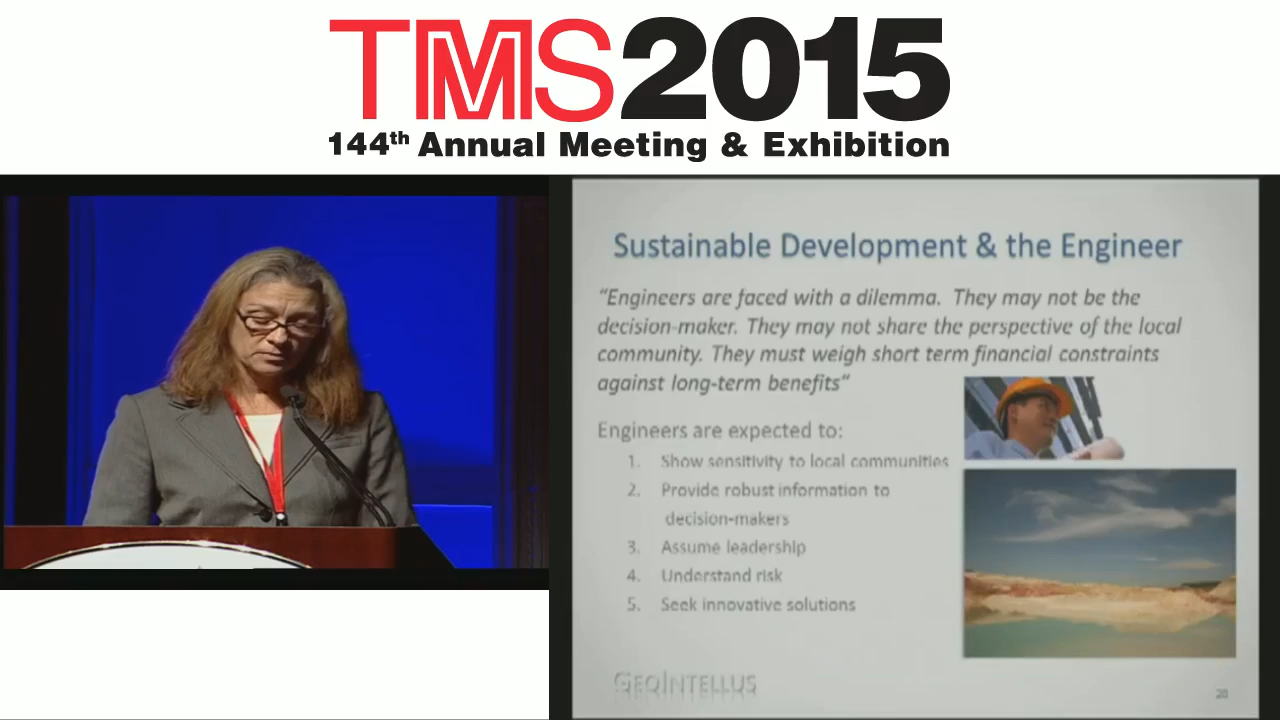 TMS2015
144th Annual Meeting & Exhibition
Sustainable Development & the Engineer
"Engineers are faced with a dilemma. They may not be the
decision-maker. They may not share the perspective of the local
community. They must weigh short term financial constraints
against long-term benefits"
Engineers are expected to:
1. Show sensitivity to local communities
2. Provide robust information to
decision-makers
3. Assume leadership
4. Understand risk
5. Seek innovative solutions
GEOINTELLUS
20